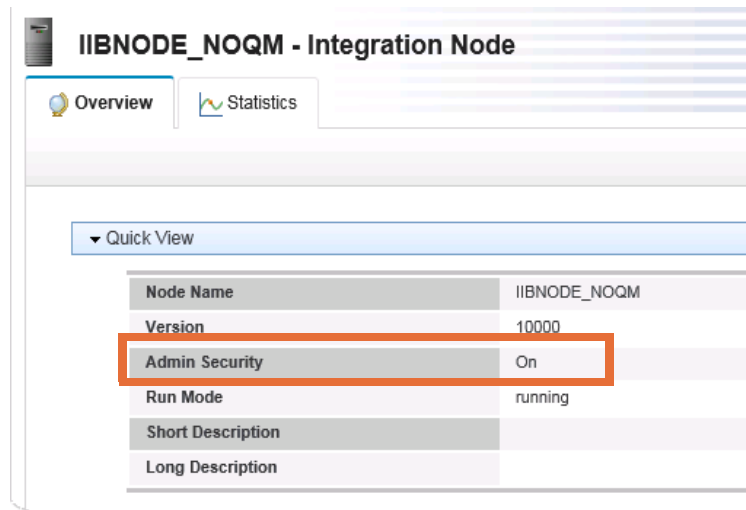 IIBNODE_NOQM - Integration Node
Overview Statistics
Quick View
Node Name IIBNODE_NOQM
Version 10000
Admin Security On
Run Mode running
Short Description
Long Description